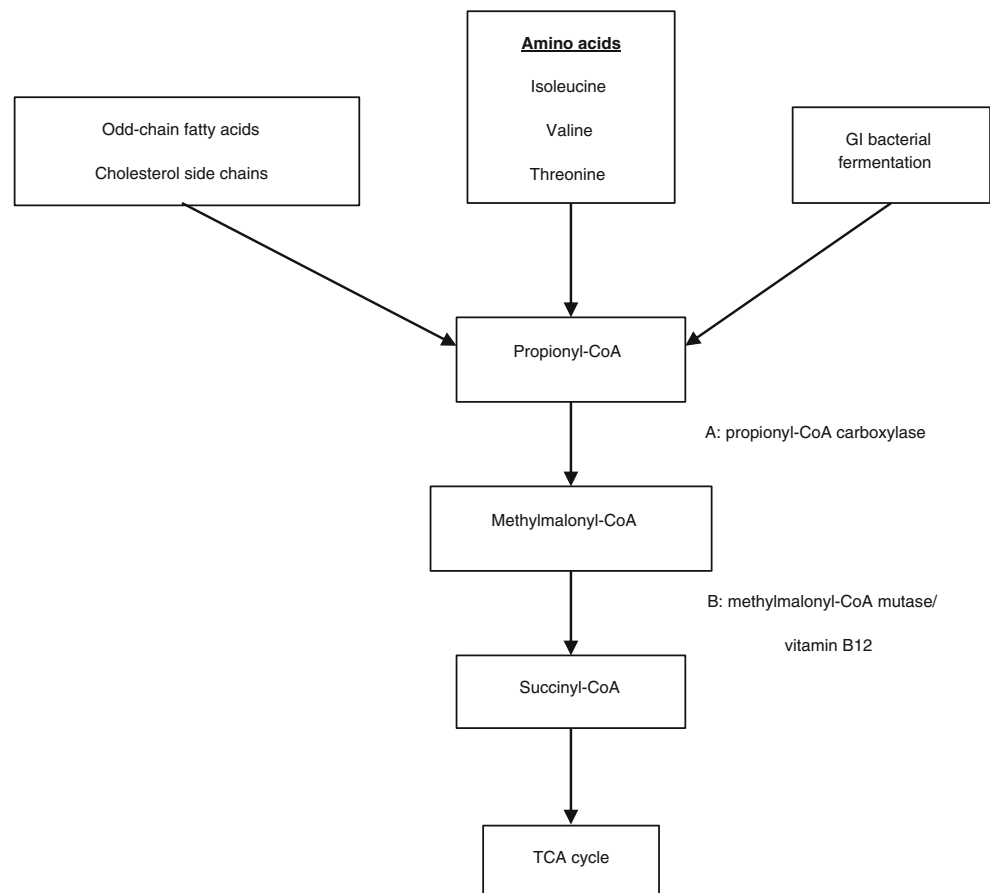 Amino acids
Isoleucine
Valine
Threonine
Odd-chain fatty acids
Cholesterol side chains
GI bacterial
fermentation
Propionyl-CoA
A: propionyl-CoA carboxylase
Methylmalonyl-CoA
B: methylmalonyl-CoA mutase/
vitamin B12
Succinyl-CoA
TCA cycle